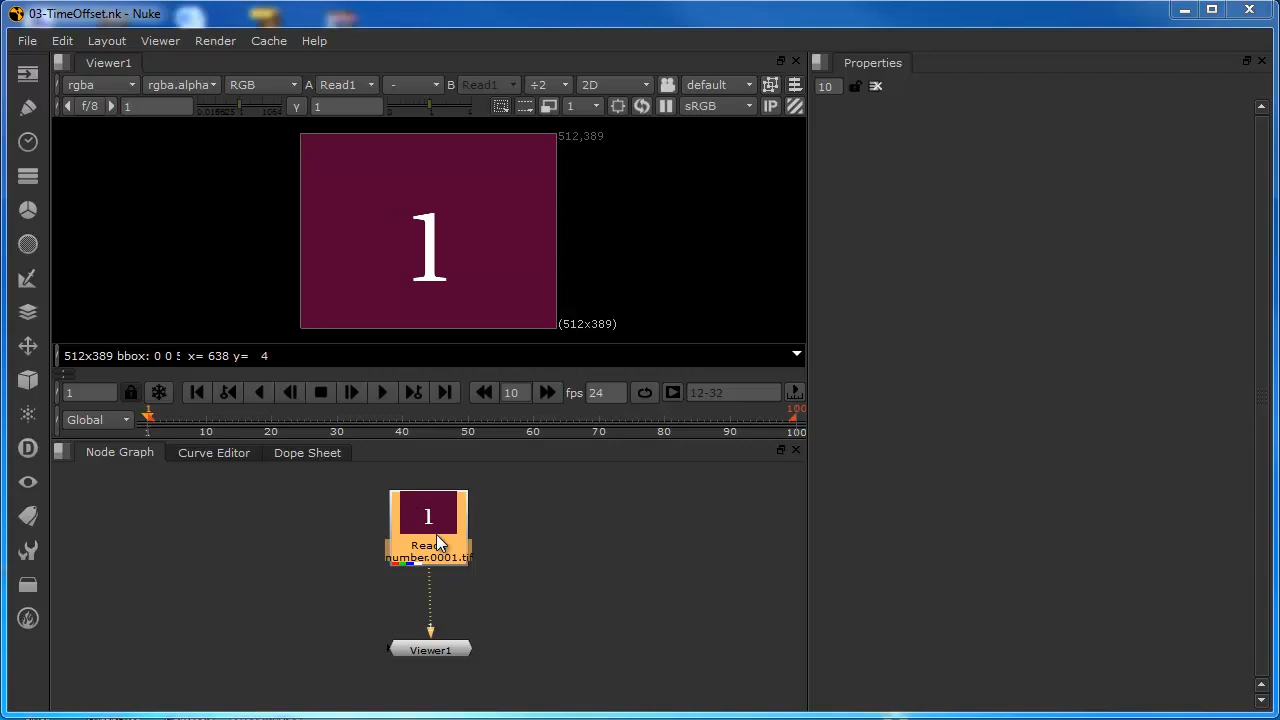 03-TimeOffset.nk - Nuke
File Edit Layout Viewer Render Cache Help
Viewer1
Properties
rgba rgba.alpha RGB A Read1 - B Read1 ÷2 2D default
10
f/8 1 γ 1 1 sRGB IP
512,389
1
(512x389)
512x389 bbox: 0 0 5 x= 638 y= 4
1 10 fps 24 12-32
1 100
Global
1 10 20 30 40 50 60 70 80 90 100
Node Graph Curve Editor Dope Sheet
1
number.0001.tif
Viewer1